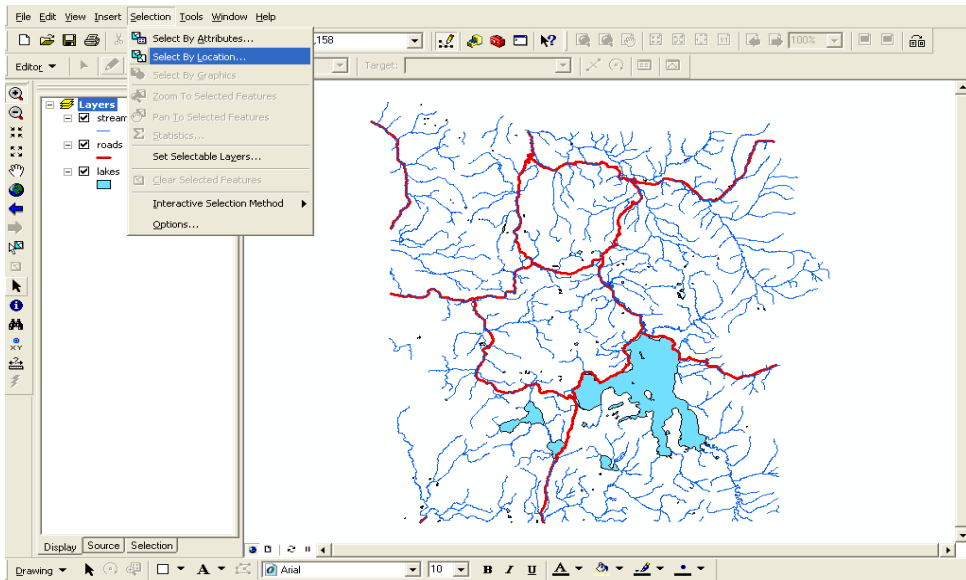 File Edit View Insert Selection Tools Window Help
Select By Attributes...
,158
100%
Select By Location...
Editor
Target:
Select By Graphics
Zoom To Selected Features
Layers
Pan To Selected Features
stream
Statistics...
roads
Set Selectable Layers...
lakes
Clear Selected Features
Interactive Selection Method
Options...
XY
Display Source Selection
Drawing A Arial 10 B I U A